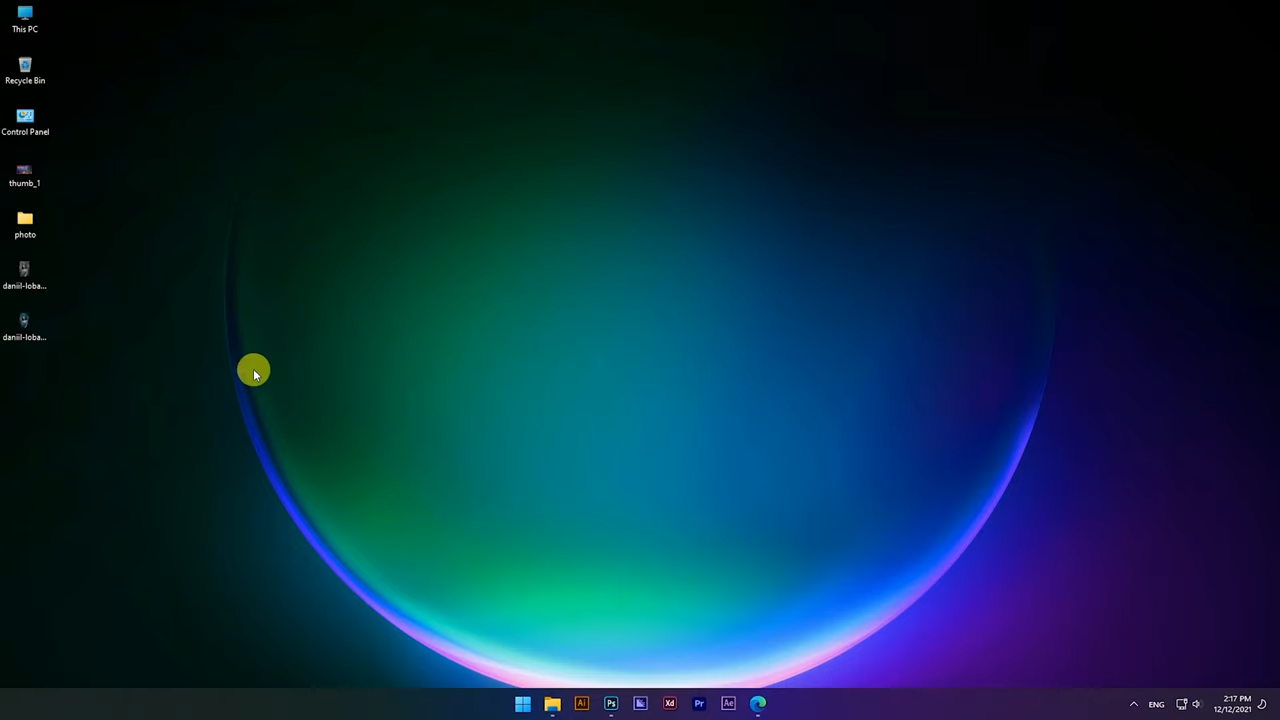 This PC
Recycle Bin
Control Panel
thumb_1
photo
daniil-loba...
daniil-loba...
Ai
Ps
Xd
Pr
Ae
ENG
2:17 PM
12/12/2021